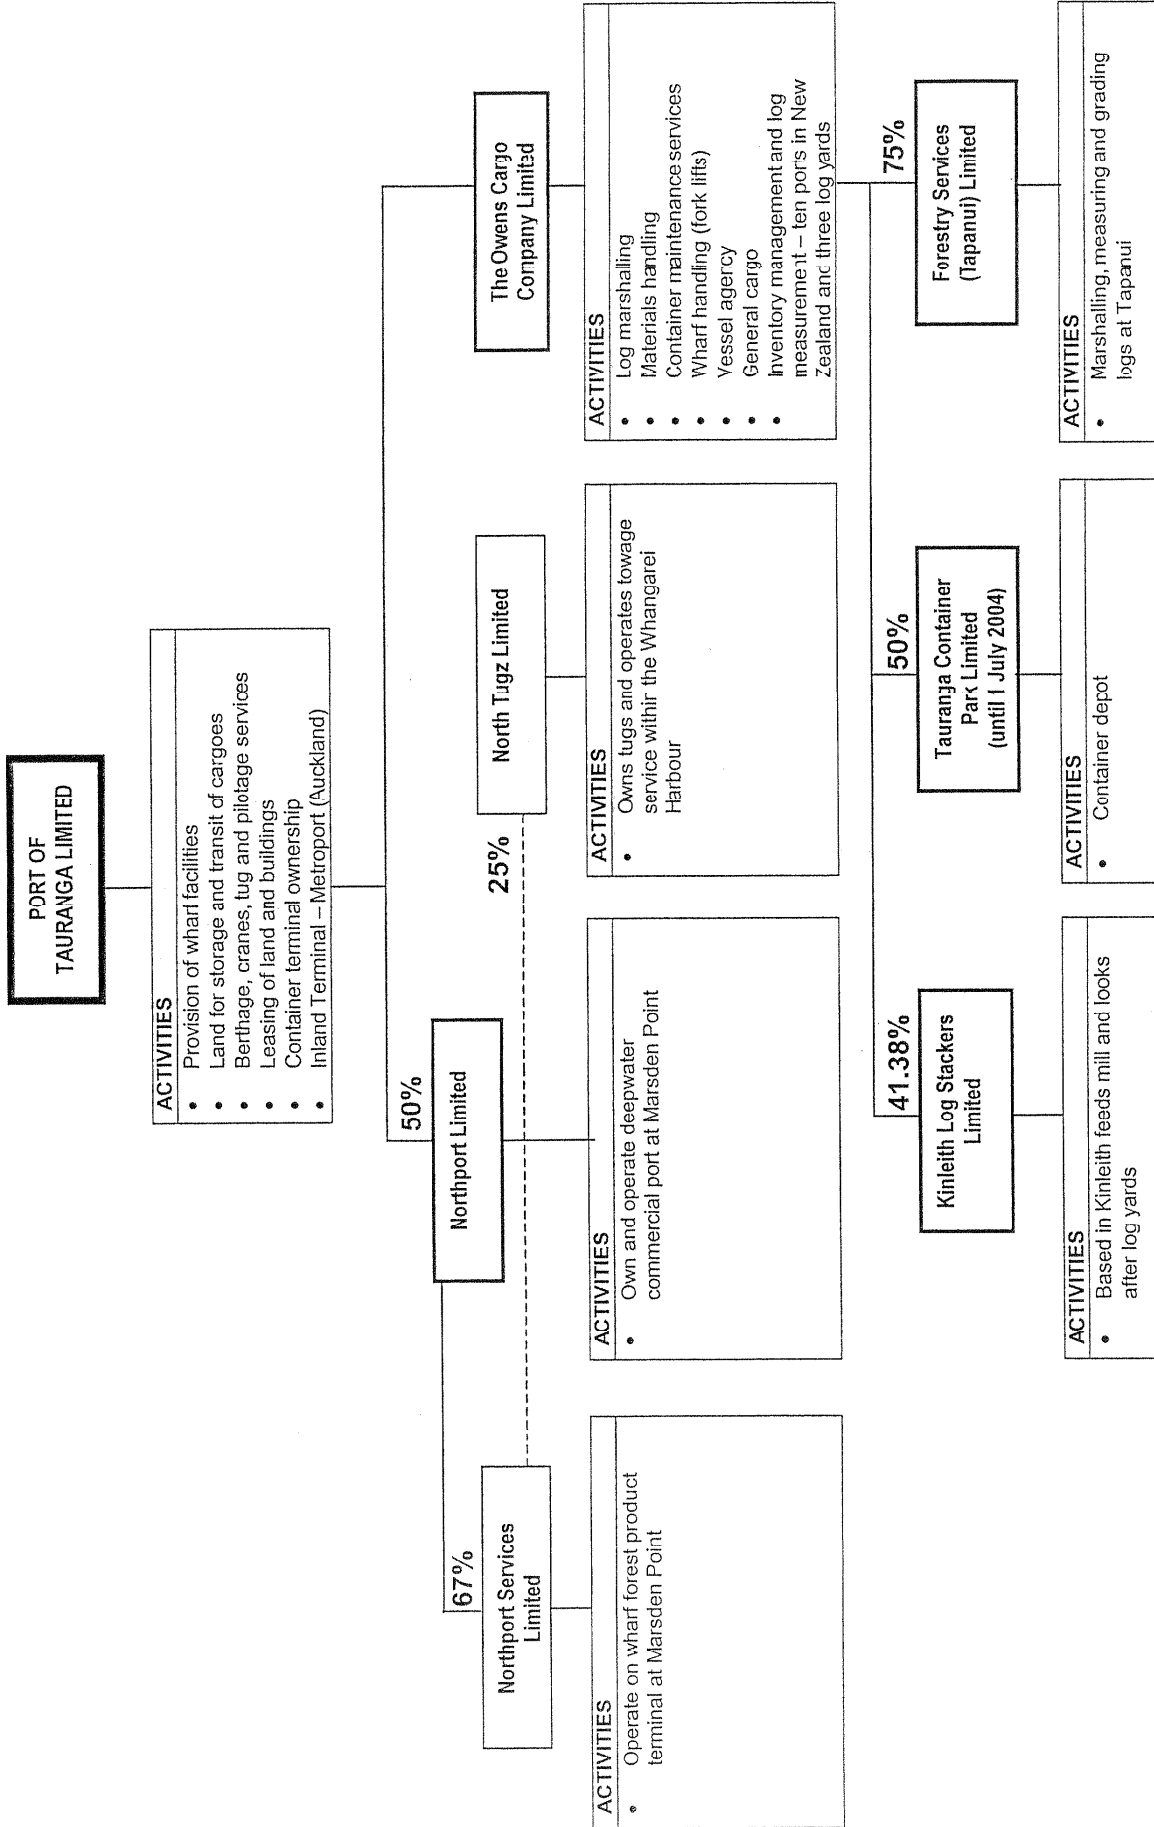 PORT OF
TAURANGA LIMITED
ACTIVITIES
• Provision of wharf facilities
• Land for storage and transit of cargoes
• Berthage, cranes, tug and pilotage services
• Leasing of land and buildings
• Container terminal ownership
• Inland Terminal – Metroport (Auckland)
67%
50%
25%
Northport Services
Limited
Northport Limited
North Tugz Limited
The Owens Cargo
Company Limited
ACTIVITIES
• Operate on wharf forest product
terminal at Marsden Point
ACTIVITIES
• Own and operate deepwater
commercial port at Marsden Point
ACTIVITIES
• Owns tugs and operates towage
service within the Whangarei
Harbour
ACTIVITIES
• Log marshalling
• Materials handling
• Container maintenance services
• Wharf handling (fork lifts)
• Vessel agency
• General cargo
• Inventory management and log
measurement – ten ports in New
Zealand and three log yards
41.38%
50%
75%
Kinleith Log Stackers
Limited
Tauranga Container
Park Limited
(until 1 July 2004)
Forestry Services
(Tapanui) Limited
ACTIVITIES
• Based in Kinleith feeds mill and looks
after log yards
ACTIVITIES
• Container depot
ACTIVITIES
• Marshalling, measuring and grading
logs at Tapanui